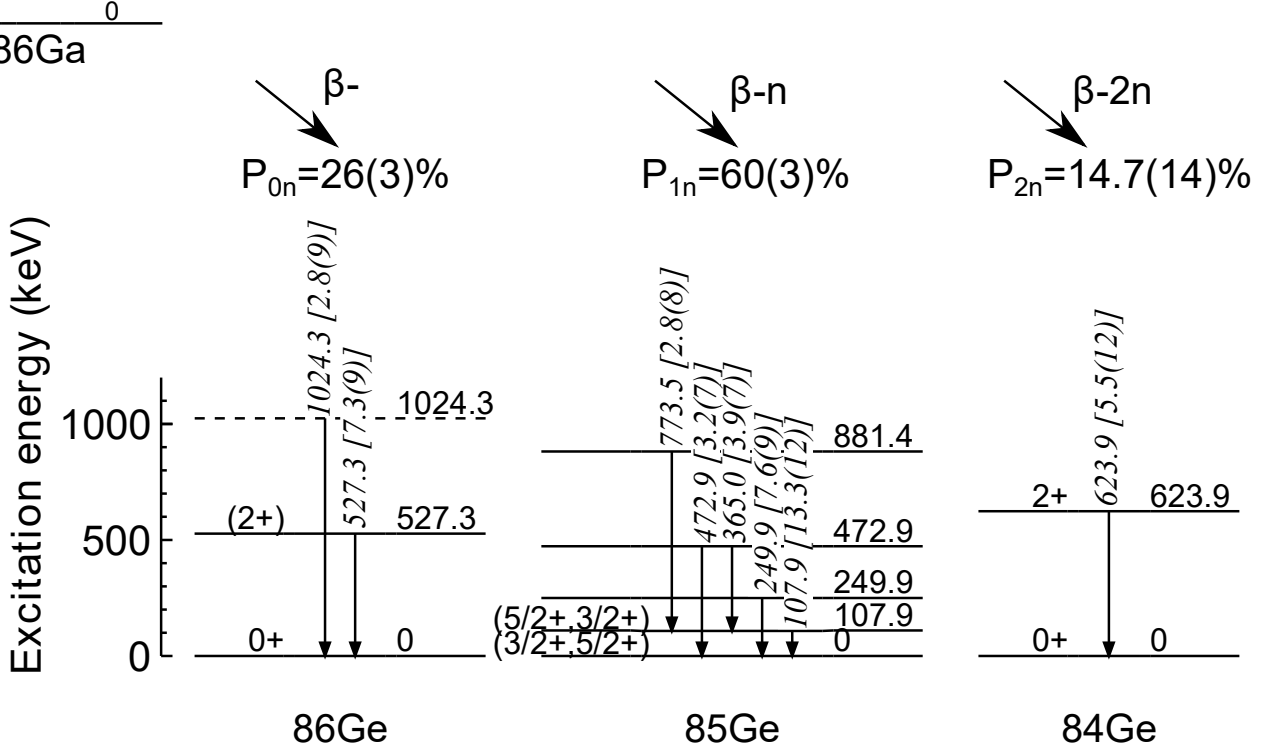 0
86Ga
β-
β-n
β-2n
P0n=26(3)%
P1n=60(3)%
P2n=14.7(14)%
Excitation energy (keV)
1000
500
0
1024.3 [2.8(9)]
527.3 [7.3(9)]
1024.3
(2+)
527.3
0+
0
86Ge
773.5 [2.8(8)]
472.9 [3.2(7)]
365.0 [3.9(7)]
249.9 [7.6(9)]
107.9 [13.3(12)]
881.4
472.9
249.9
(5/2+,3/2+)
107.9
(3/2+,5/2+)
0
85Ge
623.9 [5.5(12)]
2+
623.9
0+
0
84Ge